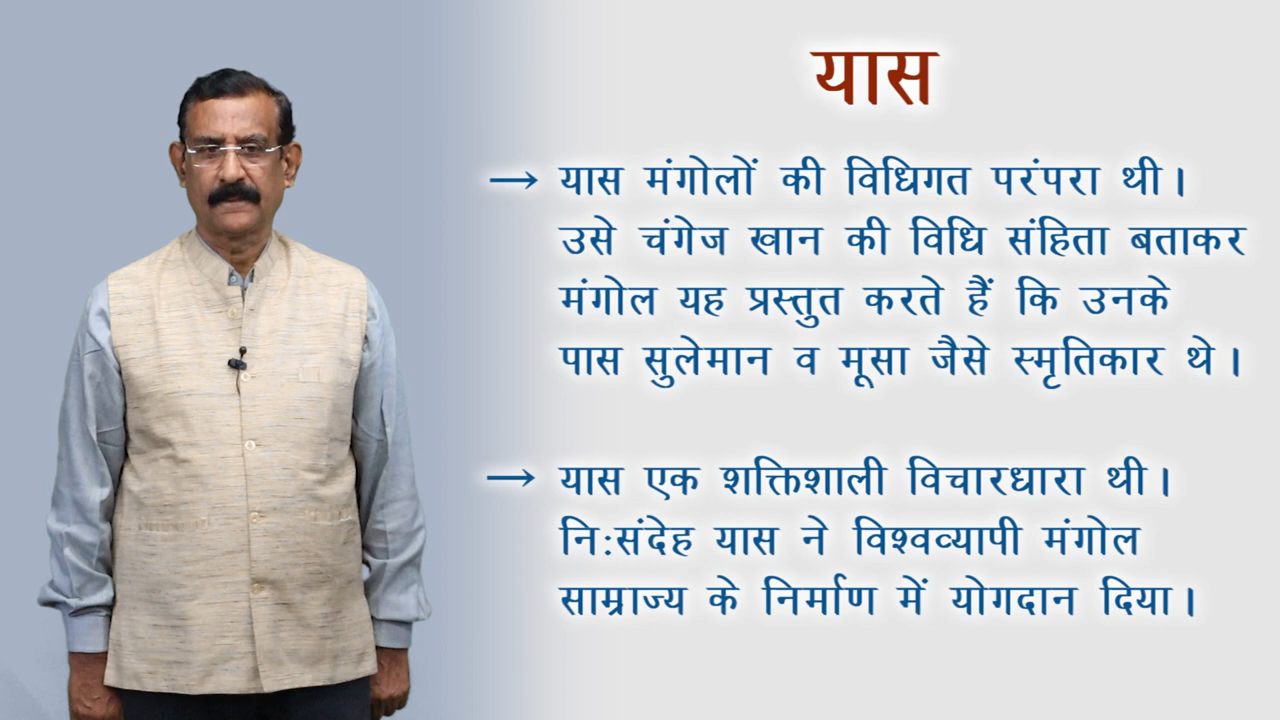 यास
→ यास मंगोलों की विधिगत परंपरा थी।
उसे चंगेज खान की विधि संहिता बताकर
मंगोल यह प्रस्तुत करते हैं कि उनके
पास सुलेमान व मूसा जैसे स्मृतिकार थे।
→ यास एक शक्तिशाली विचारधारा थी।
नि:संदेह यास ने विश्वव्यापी मंगोल
साम्राज्य के निर्माण में योगदान दिया।